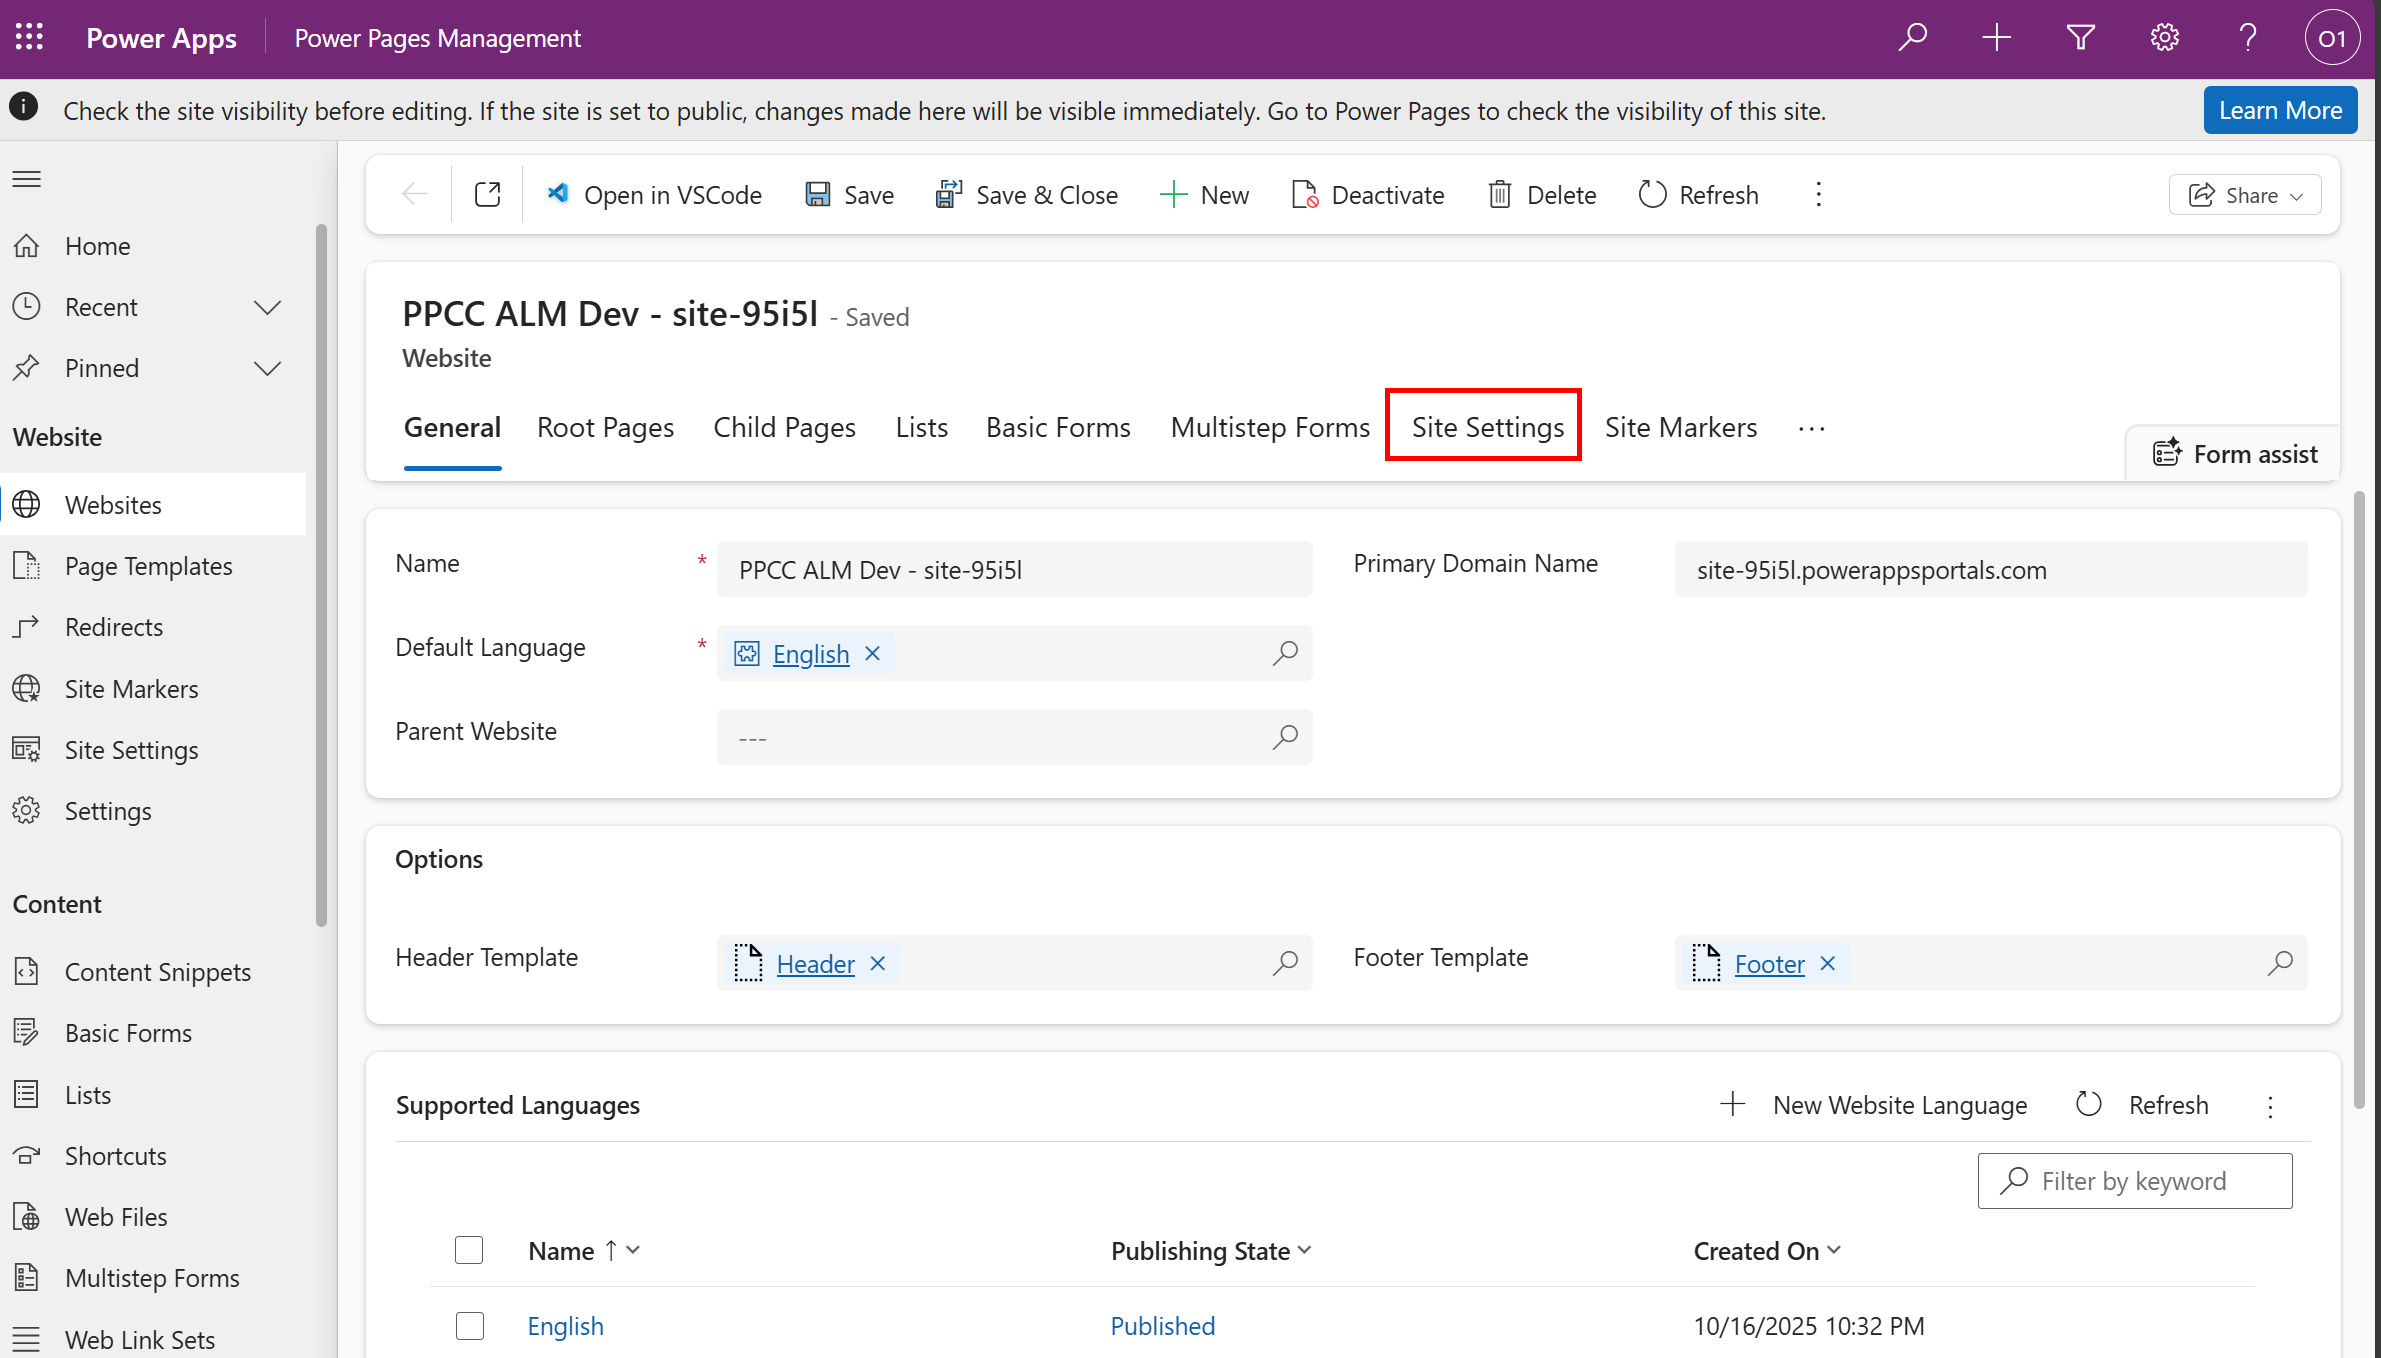 Power Apps Power Pages Management O1
Check the site visibility before editing. If the site is set to public, changes made here will be visible immediately. Go to Power Pages to check the visibility of this site. Learn More
Open in VSCode Save Save & Close New Deactivate Delete Refresh Share
Home
Recent
Pinned
Website
Websites
Page Templates
Redirects
Site Markers
Site Settings
Settings
Content
Content Snippets
Basic Forms
Lists
Shortcuts
Web Files
Multistep Forms
Web Link Sets
PPCC ALM Dev - site-95i5l - Saved
Website
General Root Pages Child Pages Lists Basic Forms Multistep Forms Site Settings Site Markers ...
Form assist
Name * PPCC ALM Dev - site-95i5l Primary Domain Name site-95i5l.powerappsportals.com
Default Language * English
Parent Website ---
Options
Header Template Header Footer Template Footer
Supported Languages New Website Language Refresh
Filter by keyword
Name ↑ Publishing State Created On
English Published 10/16/2025 10:32 PM